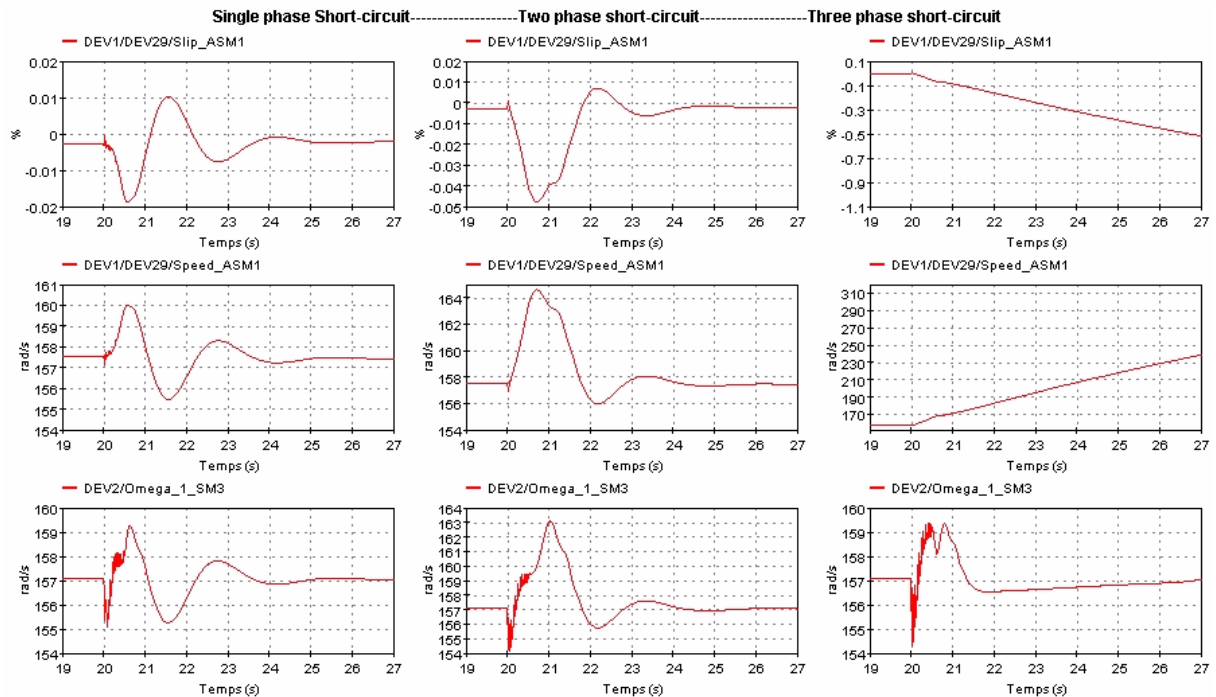 Single phase Short-circuit----------------------Two phase short-circuit----------------------Three phase short-circuit
DEV1/DEV29/Slip_ASM1
0.02
0.01
0
-0.01
-0.02
%
19 20 21 22 23 24 25 26 27
Temps (s)
DEV1/DEV29/Slip_ASM1
0.02
0.01
0
-0.01
-0.02
-0.03
-0.04
-0.05
%
19 20 21 22 23 24 25 26 27
Temps (s)
DEV1/DEV29/Slip_ASM1
0.1
-0.1
-0.3
-0.5
-0.7
-0.9
-1.1
%
19 20 21 22 23 24 25 26 27
Temps (s)
DEV1/DEV29/Speed_ASM1
161
160
159
158
157
156
155
154
rad/s
19 20 21 22 23 24 25 26 27
Temps (s)
DEV1/DEV29/Speed_ASM1
164
162
160
158
156
154
rad/s
19 20 21 22 23 24 25 26 27
Temps (s)
DEV1/DEV29/Speed_ASM1
310
290
270
250
230
210
190
170
rad/s
19 20 21 22 23 24 25 26 27
Temps (s)
DEV2/Omega_1_SM3
160
159
158
157
156
155
154
rad/s
19 20 21 22 23 24 25 26 27
Temps (s)
DEV2/Omega_1_SM3
164
163
162
161
160
159
158
157
156
155
154
rad/s
19 20 21 22 23 24 25 26 27
Temps (s)
DEV2/Omega_1_SM3
160
159
158
157
156
155
154
rad/s
19 20 21 22 23 24 25 26 27
Temps (s)